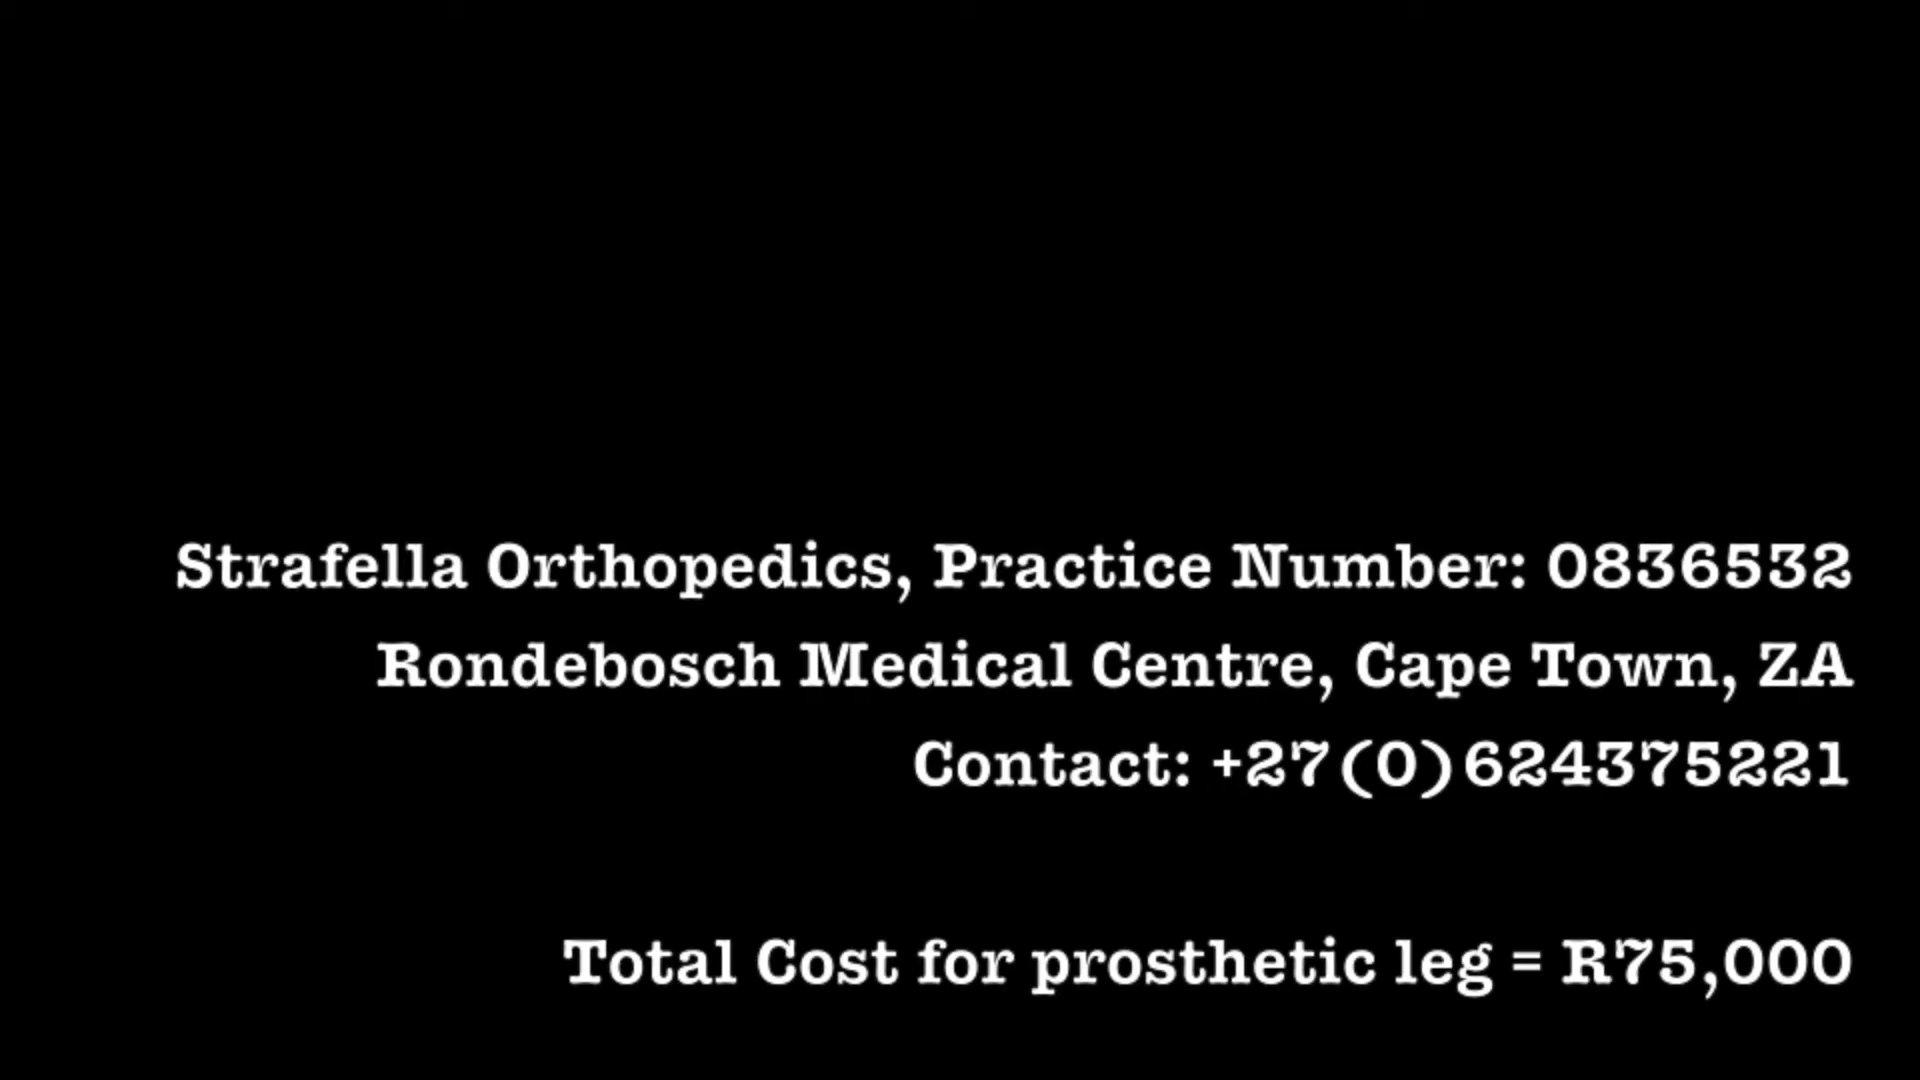 Strafella Orthopedics, Practice Number: 0836532
Rondebosch Medical Centre, Cape Town, ZA
Contact: +27(0)624375221
Total Cost for prosthetic leg = R75,000